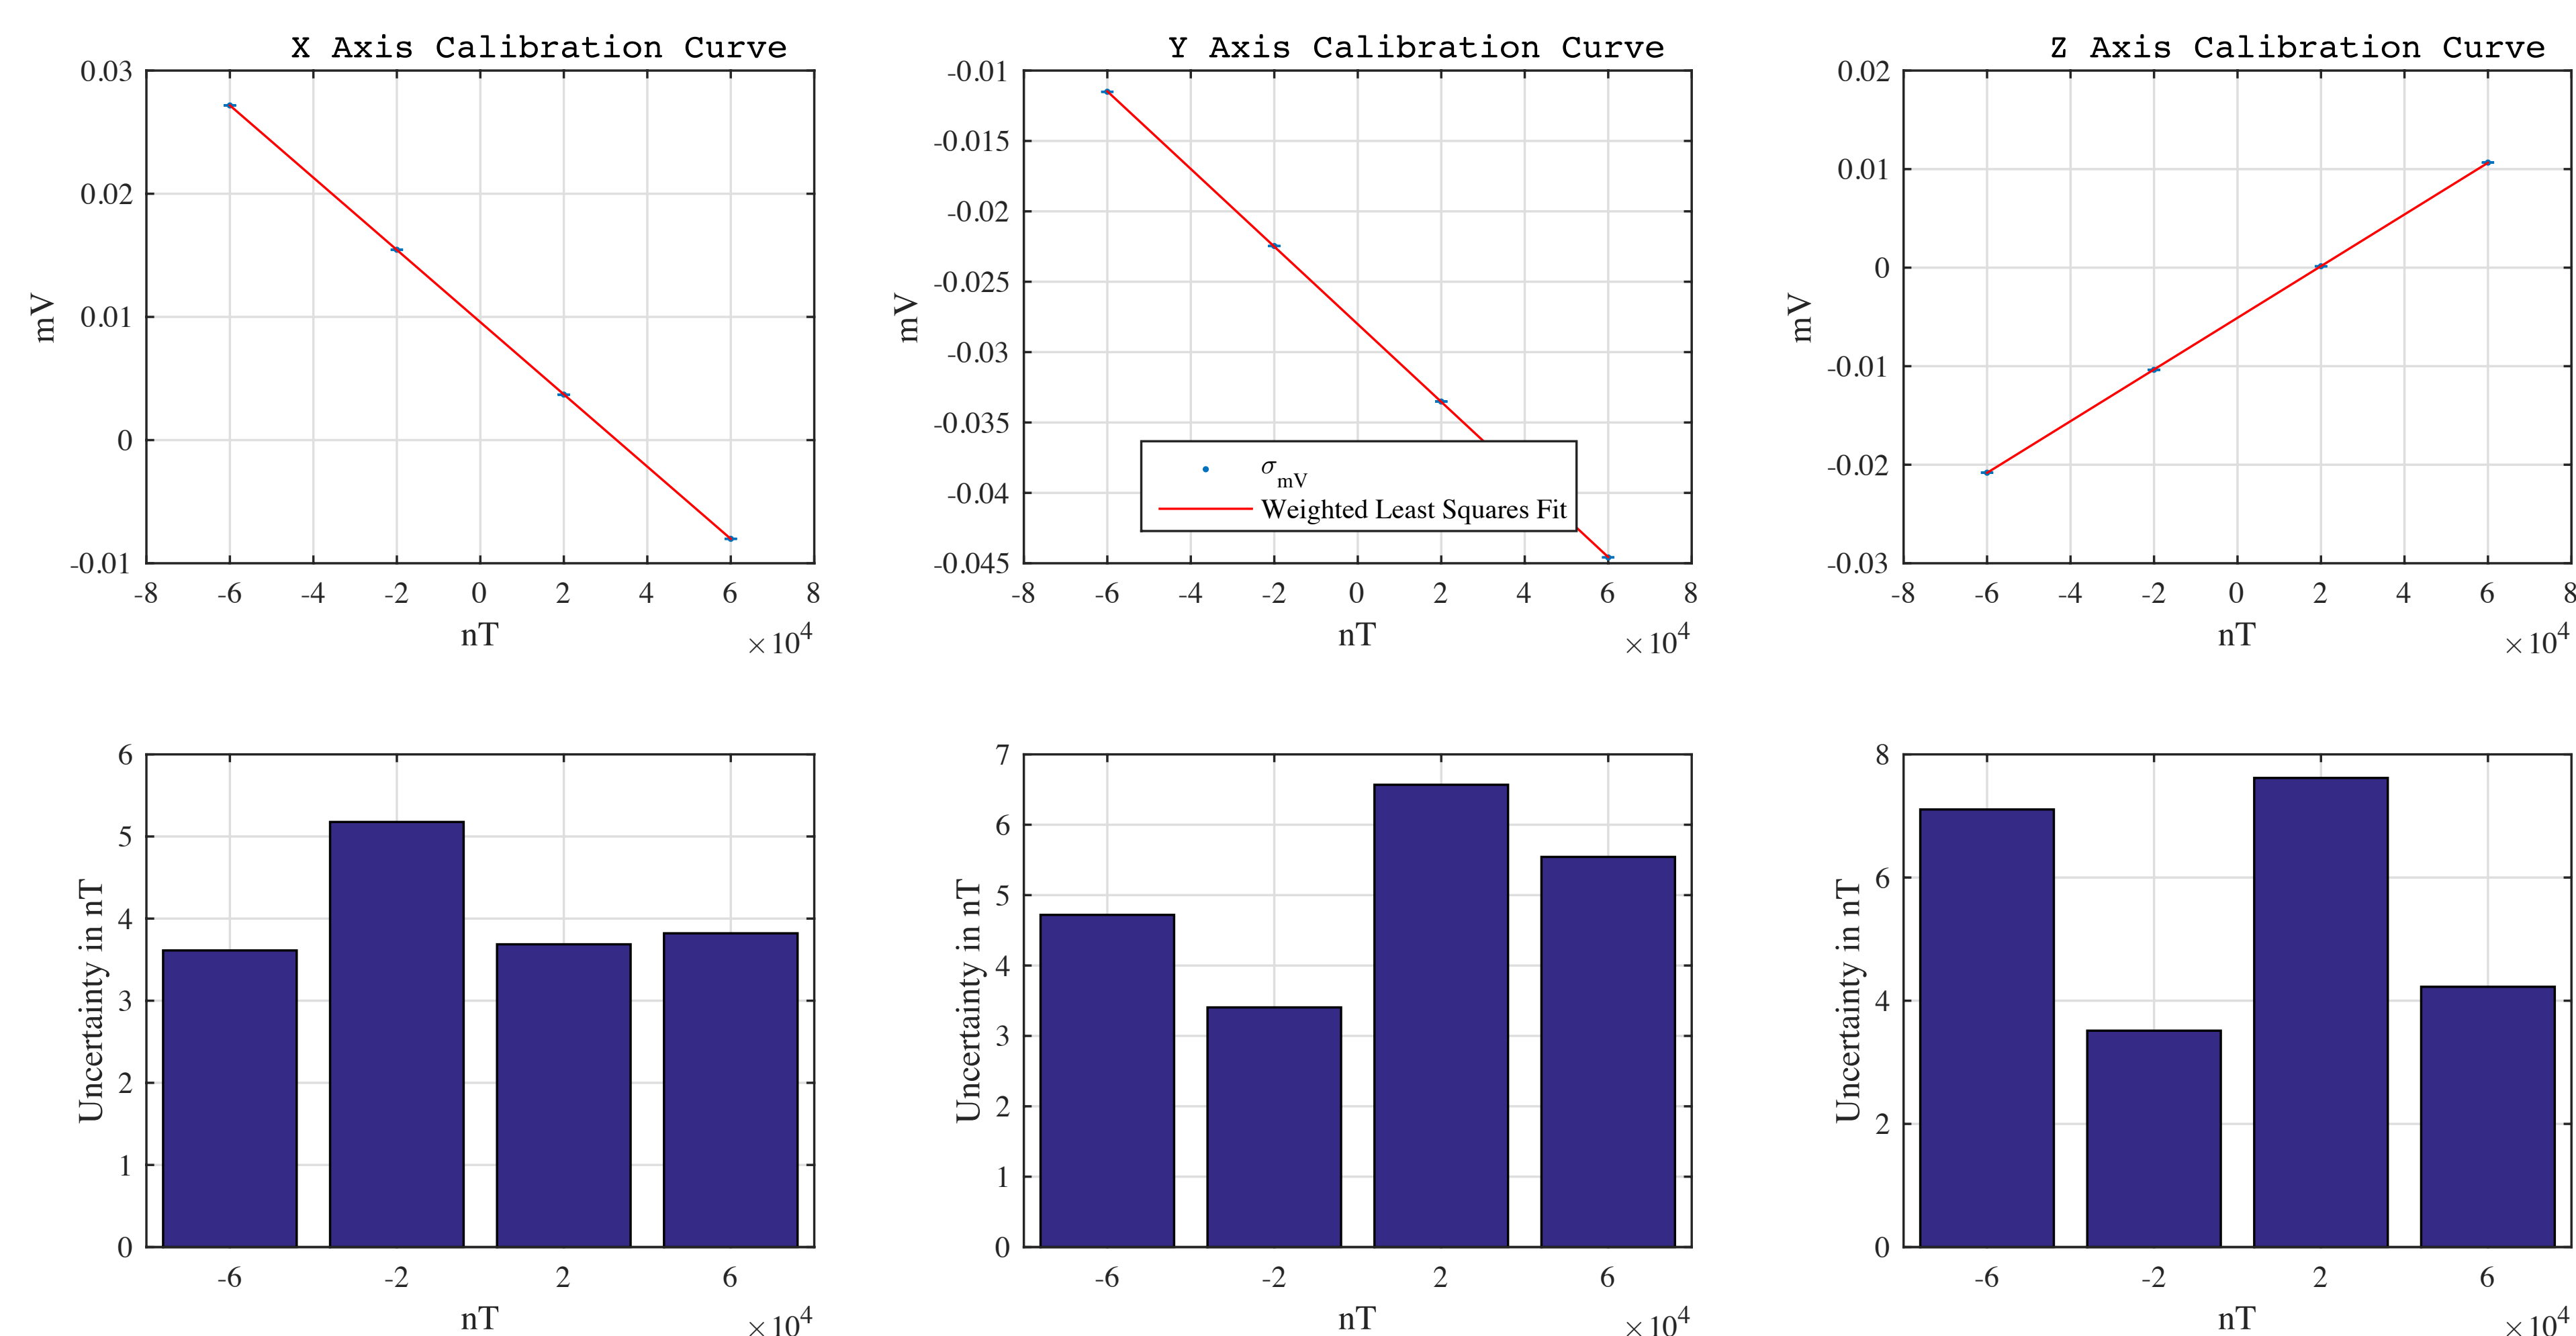 X Axis Calibration Curve
0.03
0.02
0.01
0
-0.01
mV
-8 -6 -4 -2 0 2 4 6 8
nT
×10^4
Y Axis Calibration Curve
-0.01
-0.015
-0.02
-0.025
-0.03
-0.035
-0.04
-0.045
mV
σ_mV
Weighted Least Squares Fit
-8 -6 -4 -2 0 2 4 6 8
nT
×10^4
Z Axis Calibration Curve
0.02
0.01
0
-0.01
-0.02
-0.03
mV
-8 -6 -4 -2 0 2 4 6 8
nT
×10^4
6
5
4
3
2
1
0
Uncertainty in nT
-6 -2 2 6
nT
×10^4
7
6
5
4
3
2
1
0
Uncertainty in nT
-6 -2 2 6
nT
×10^4
8
6
4
2
0
Uncertainty in nT
-6 -2 2 6
nT
×10^4